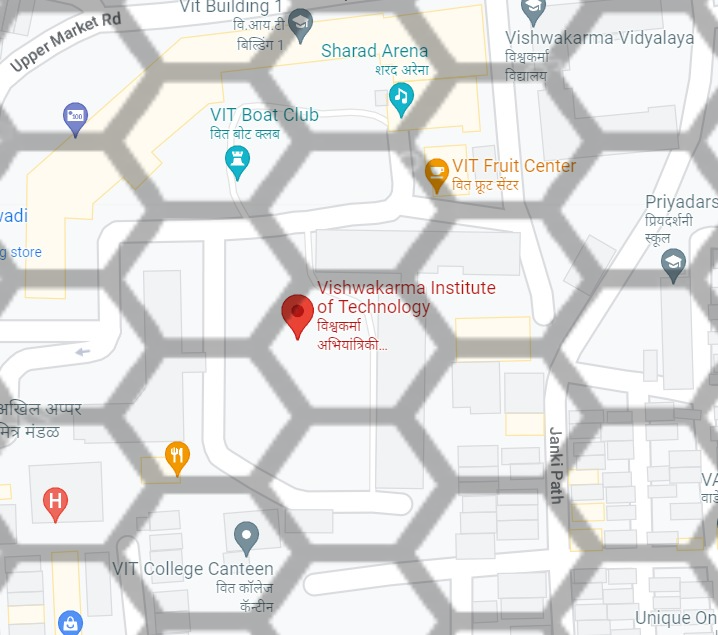 Vit Building 1
वि.आय.टी
बिल्डिंग 1
Upper Market Rd
Sharad Arena
शरद अरेना
Vishwakarma Vidyalaya
विश्वकर्मा
विद्यालय
100
VIT Boat Club
वित बोट क्लब
VIT Fruit Center
वित फ्रूट सेंटर
Priyadars
प्रियदर्शनी
स्कूल
wadi
g store
Vishwakarma Institute
of Technology
विश्वकर्मा
अभियांत्रिकी...
अखिल अप्पर
मित्र मंडळ
Janki Path
H
VA
वाडे
VIT College Canteen
वित कॉलेज
कॅन्टीन
Unique On